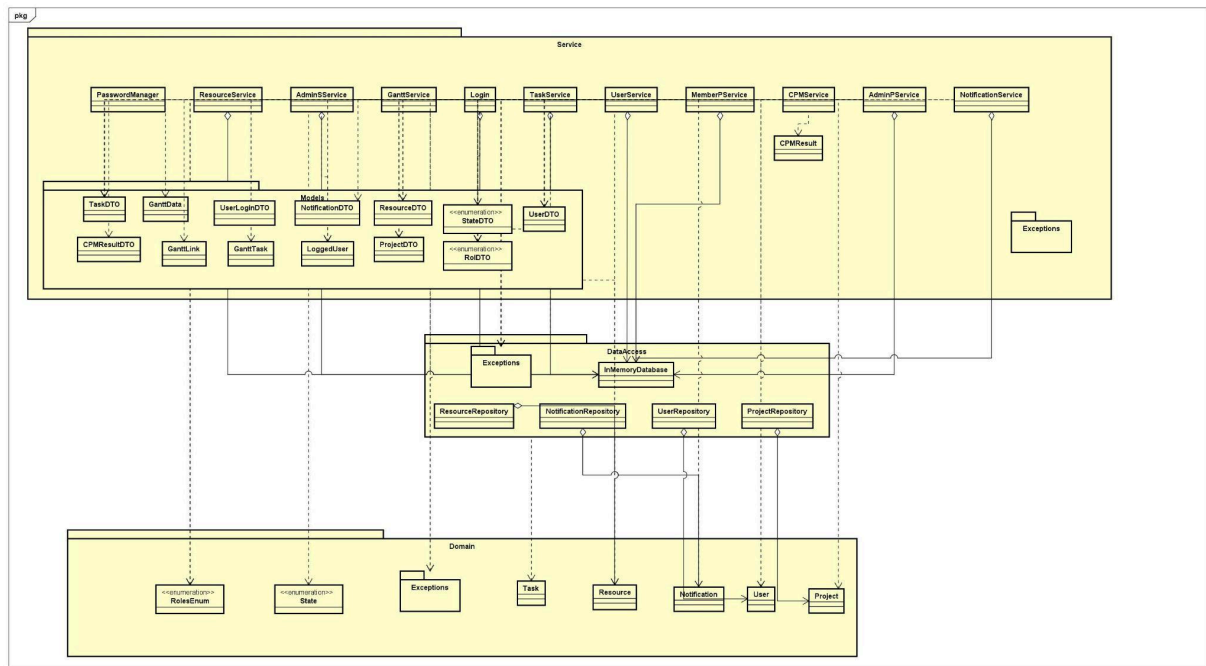 pkg
Service
PasswordManager
ResourceService
AdminSService
GanttService
Login
TaskService
UserService
MemberPService
CPMService
AdminPService
NotificationService
CPMResult
Models
TaskDTO
GanttData
UserLoginDTO
NotificationDTO
ResourceDTO
<<enumeration>>
StateDTO
UserDTO
CPMResultDTO
GanttLink
GanttTask
LoggedUser
ProjectDTO
<<enumeration>>
RolDTO
Exceptions
DataAccess
Exceptions
InMemoryDatabase
ResourceRepository
NotificationRepository
UserRepository
ProjectRepository
Domain
<<enumeration>>
RolesEnum
<<enumeration>>
State
Exceptions
Task
Resource
Notification
User
Project